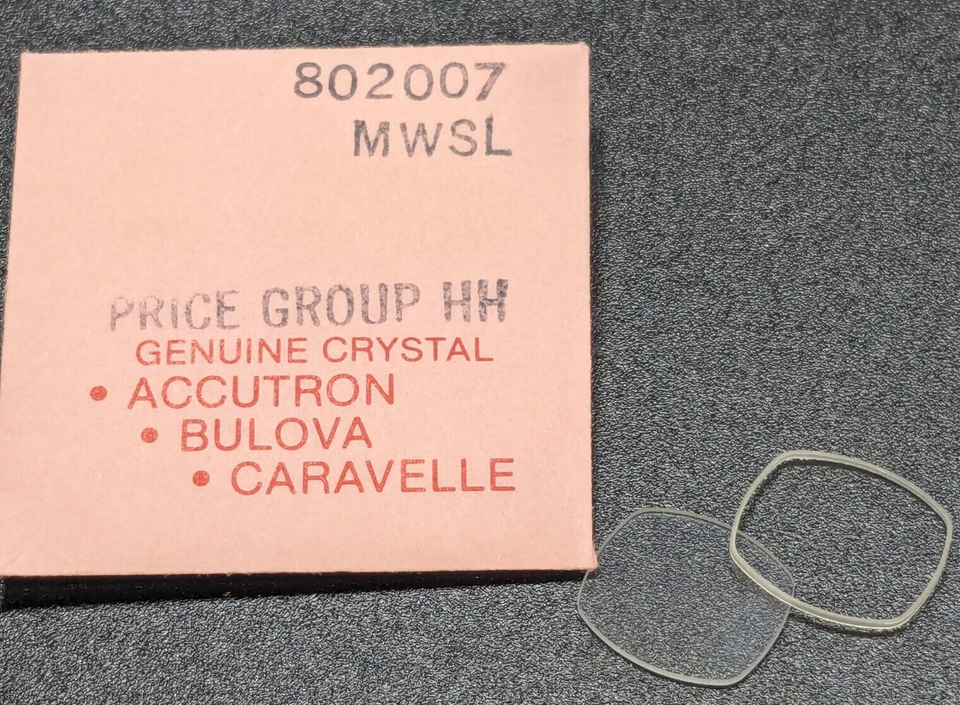 802007
MWSL
PRICE GROUP HH
GENUINE CRYSTAL
• ACCUTRON
• BULOVA
• CARAVELLE